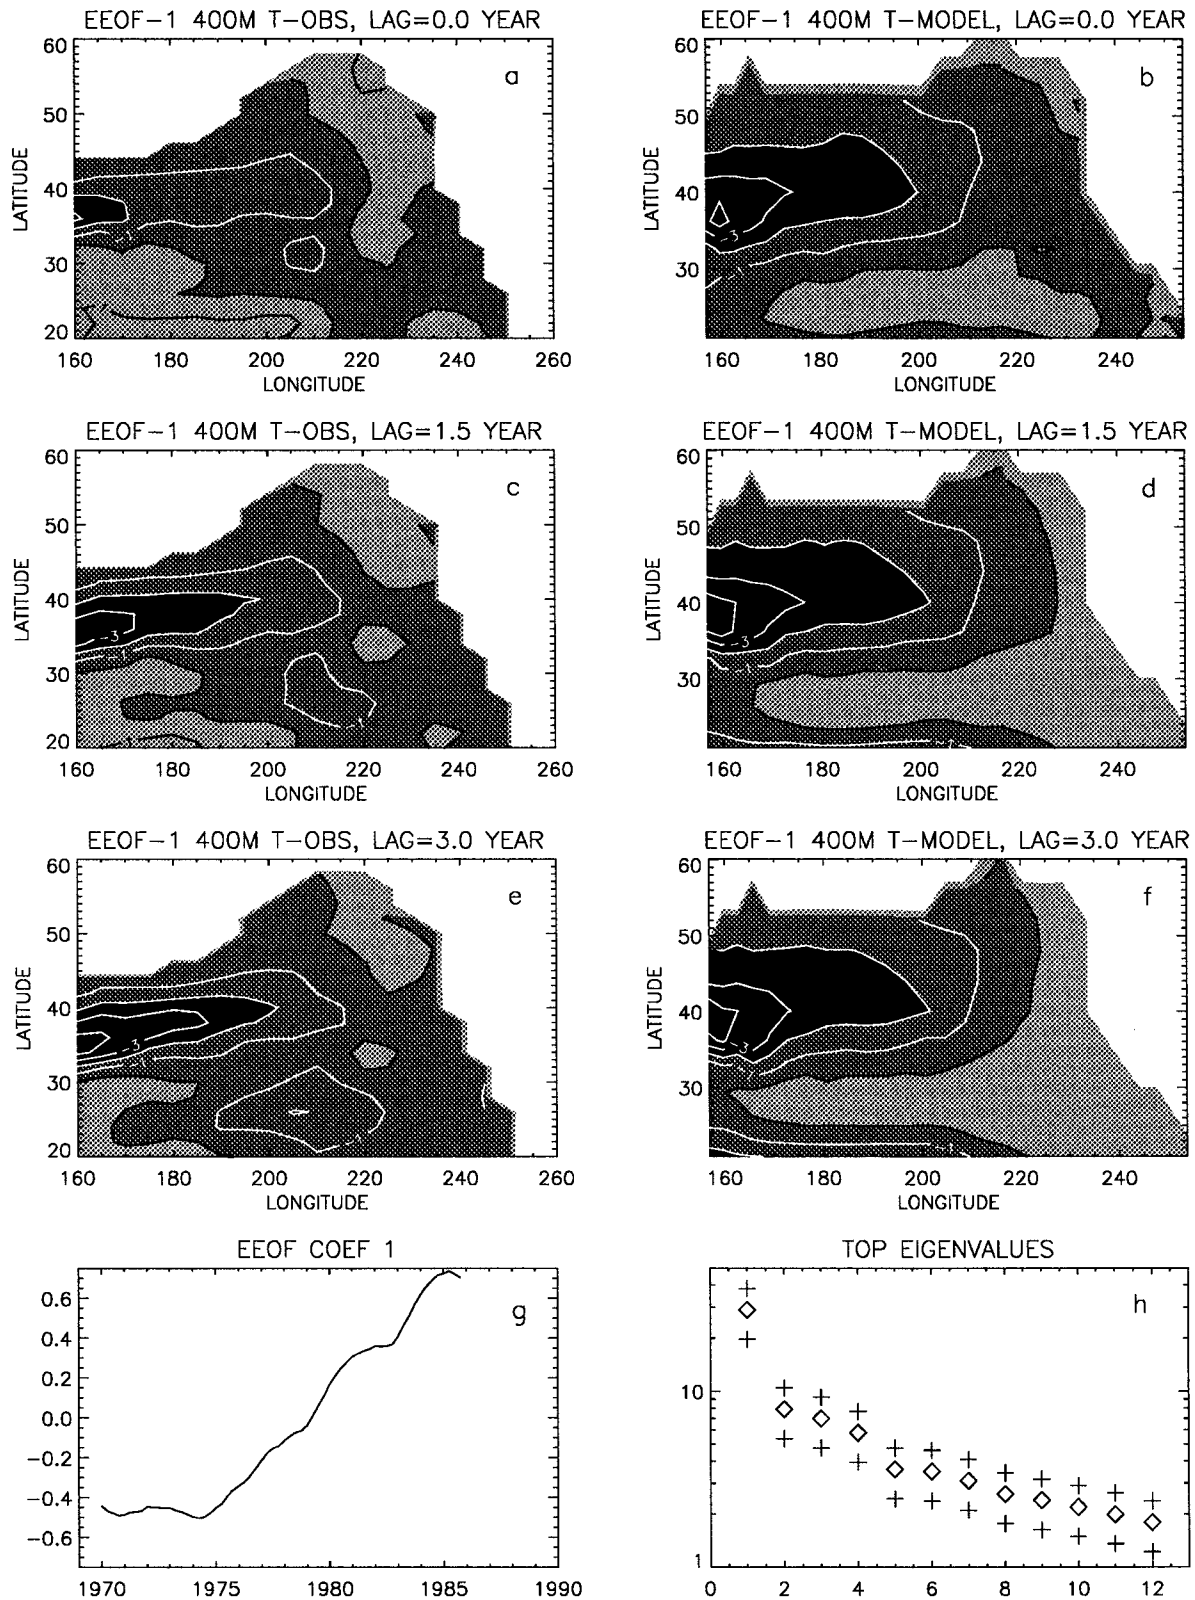 EEOF-1 400M T-OBS, LAG=0.0 YEAR
a
60
50
40
30
20
LATITUDE
-3
160 180 200 220 240 260
LONGITUDE
EEOF-1 400M T-MODEL, LAG=0.0 YEAR
b
60
50
40
30
LATITUDE
-3
160 180 200 220 240
LONGITUDE
EEOF-1 400M T-OBS, LAG=1.5 YEAR
c
60
50
40
30
20
LATITUDE
-3
-1
-1
160 180 200 220 240 260
LONGITUDE
EEOF-1 400M T-MODEL, LAG=1.5 YEAR
d
60
50
40
30
LATITUDE
-3
-1
160 180 200 220 240
LONGITUDE
EEOF-1 400M T-OBS, LAG=3.0 YEAR
e
60
50
40
30
20
LATITUDE
-3
-1
160 180 200 220 240 260
LONGITUDE
EEOF-1 400M T-MODEL, LAG=3.0 YEAR
f
60
50
40
30
LATITUDE
-3
160 180 200 220 240
LONGITUDE
EEOF COEF 1
g
0.6
0.4
0.2
0.0
-0.2
-0.4
-0.6
1970 1975 1980 1985 1990
TOP EIGENVALUES
h
10
1
0 2 4 6 8 10 12